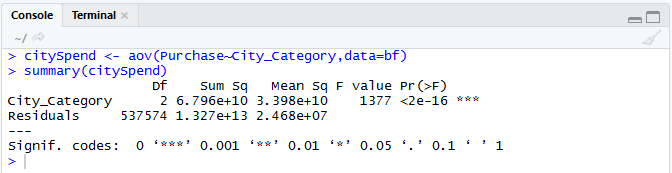 Console Terminal ×
~/
> citySpend <- aov(Purchase~City_Category,data=bf)
> summary(citySpend)
                  Df    Sum Sq   Mean Sq F value Pr(>F)
City_Category      2 6.796e+10 3.398e+10    1377 <2e-16 ***
Residuals     537574 1.327e+13 2.468e+07
---
Signif. codes:  0 ‘***’ 0.001 ‘**’ 0.01 ‘*’ 0.05 ‘.’ 0.1 ‘ ’ 1
>